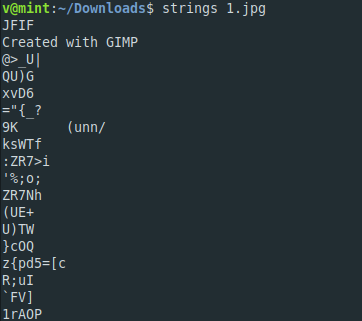 v@mint:~/Downloads$ strings 1.jpg
JFIF
Created with GIMP
@>_U|
QU)G
xvD6
="{_?
9K      (unn/
ksWTf
:ZR7>i
'%;o;
ZR7Nh
(UE+
U)TW
}cOQ
z{pd5=[c
R;uI
`FV]
1rAOP